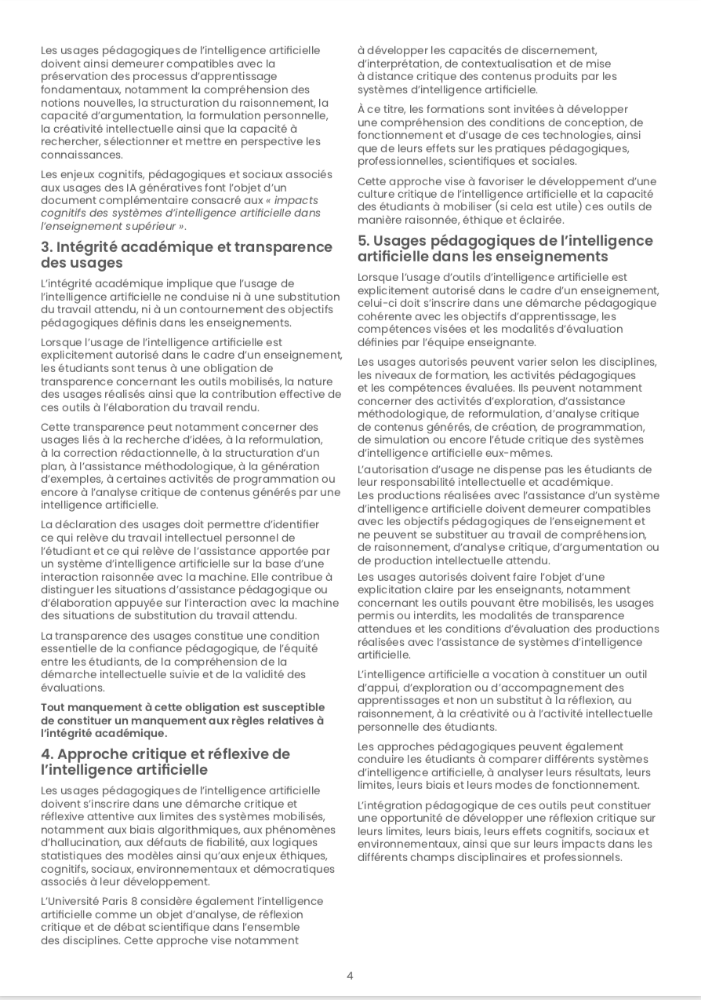 Les usages pédagogiques de l’intelligence artificielle
doivent ainsi demeurer compatibles avec la
préservation des processus d’apprentissage
fondamentaux, notamment la compréhension des
notions nouvelles, la structuration du raisonnement, la
capacité d’argumentation, la formulation personnelle,
la créativité intellectuelle ainsi que la capacité à
rechercher, sélectionner et mettre en perspective les
connaissances.
Les enjeux cognitifs, pédagogiques et sociaux associés
aux usages des IA génératives font l’objet d’un
document complémentaire consacré aux « impacts
cognitifs des systèmes d’intelligence artificielle dans
l’enseignement supérieur ».
3. Intégrité académique et transparence
des usages
L’intégrité académique implique que l’usage de
l’intelligence artificielle ne conduise ni à une substitution
du travail attendu, ni à un contournement des objectifs
pédagogiques définis dans les enseignements.
Lorsque l’usage de l’intelligence artificielle est
explicitement autorisé dans le cadre d’un enseignement,
les étudiants sont tenus à une obligation de
transparence concernant les outils mobilisés, la nature
des usages réalisés ainsi que la contribution effective de
ces outils à l’élaboration du travail rendu.
Cette transparence peut notamment concerner des
usages liés à la recherche d’idées, à la reformulation,
à la correction rédactionnelle, à la structuration d’un
plan, à l’assistance méthodologique, à la génération
d’exemples, à certaines activités de programmation ou
encore à l’analyse critique de contenus générés par une
intelligence artificielle.
La déclaration des usages doit permettre d’identifier
ce qui relève du travail intellectuel personnel de
l’étudiant et ce qui relève de l’assistance apportée par
un système d’intelligence artificielle sur la base d’une
interaction raisonnée avec la machine. Elle contribue à
distinguer les situations d’assistance pédagogique ou
d’élaboration appuyée sur l’interaction avec la machine
des situations de substitution du travail attendu.
La transparence des usages constitue une condition
essentielle de la confiance pédagogique, de l’équité
entre les étudiants, de la compréhension de la
démarche intellectuelle suivie et de la validité des
évaluations.
Tout manquement à cette obligation est susceptible
de constituer un manquement aux règles relatives à
l’intégrité académique.
4. Approche critique et réflexive de
l’intelligence artificielle
Les usages pédagogiques de l’intelligence artificielle
doivent s’inscrire dans une démarche critique et
réflexive attentive aux limites des systèmes mobilisés,
notamment aux biais algorithmiques, aux phénomènes
d’hallucination, aux défauts de fiabilité, aux logiques
statistiques des modèles ainsi qu’aux enjeux éthiques,
cognitifs, sociaux, environnementaux et démocratiques
associés à leur développement.
L’Université Paris 8 considère également l’intelligence
artificielle comme un objet d’analyse, de réflexion
critique et de débat scientifique dans l’ensemble
des disciplines. Cette approche vise notamment
à développer les capacités de discernement,
d’interprétation, de contextualisation et de mise
à distance critique des contenus produits par les
systèmes d’intelligence artificielle.
À ce titre, les formations sont invitées à développer
une compréhension des conditions de conception, de
fonctionnement et d’usage de ces technologies, ainsi
que de leurs effets sur les pratiques pédagogiques,
professionnelles, scientifiques et sociales.
Cette approche vise à favoriser le développement d’une
culture critique de l’intelligence artificielle et la capacité
des étudiants à mobiliser (si cela est utile) ces outils de
manière raisonnée, éthique et éclairée.
5. Usages pédagogiques de l’intelligence
artificielle dans les enseignements
Lorsque l’usage d’outils d’intelligence artificielle est
explicitement autorisé dans le cadre d’un enseignement,
celui-ci doit s’inscrire dans une démarche pédagogique
cohérente avec les objectifs d’apprentissage, les
compétences visées et les modalités d’évaluation
définies par l’équipe enseignante.
Les usages autorisés peuvent varier selon les disciplines,
les niveaux de formation, les activités pédagogiques
et les compétences évaluées. Ils peuvent notamment
concerner des activités d’exploration, d’assistance
méthodologique, de reformulation, d’analyse critique
de contenus générés, de création, de programmation,
de simulation ou encore l’étude critique des systèmes
d’intelligence artificielle eux-mêmes.
L’autorisation d’usage ne dispense pas les étudiants de
leur responsabilité intellectuelle et académique.
Les productions réalisées avec l’assistance d’un système
d’intelligence artificielle doivent demeurer compatibles
avec les objectifs pédagogiques de l’enseignement et
ne peuvent se substituer au travail de compréhension,
de raisonnement, d’analyse critique, d’argumentation ou
de production intellectuelle attendu.
Les usages autorisés doivent faire l’objet d’une
explicitation claire par les enseignants, notamment
concernant les outils pouvant être mobilisés, les usages
permis ou interdits, les modalités de transparence
attendues et les conditions d’évaluation des productions
réalisées avec l’assistance de systèmes d’intelligence
artificielle.
L’intelligence artificielle a vocation à constituer un outil
d’appui, d’exploration ou d’accompagnement des
apprentissages et non un substitut à la réflexion, au
raisonnement, à la créativité ou à l’activité intellectuelle
personnelle des étudiants.
Les approches pédagogiques peuvent également
conduire les étudiants à comparer différents systèmes
d’intelligence artificielle, à analyser leurs résultats, leurs
limites, leurs biais et leurs modes de fonctionnement.
L’intégration pédagogique de ces outils peut constituer
une opportunité de développer une réflexion critique sur
leurs limites, leurs biais, leurs effets cognitifs, sociaux et
environnementaux, ainsi que sur leurs impacts dans les
différents champs disciplinaires et professionnels.
4